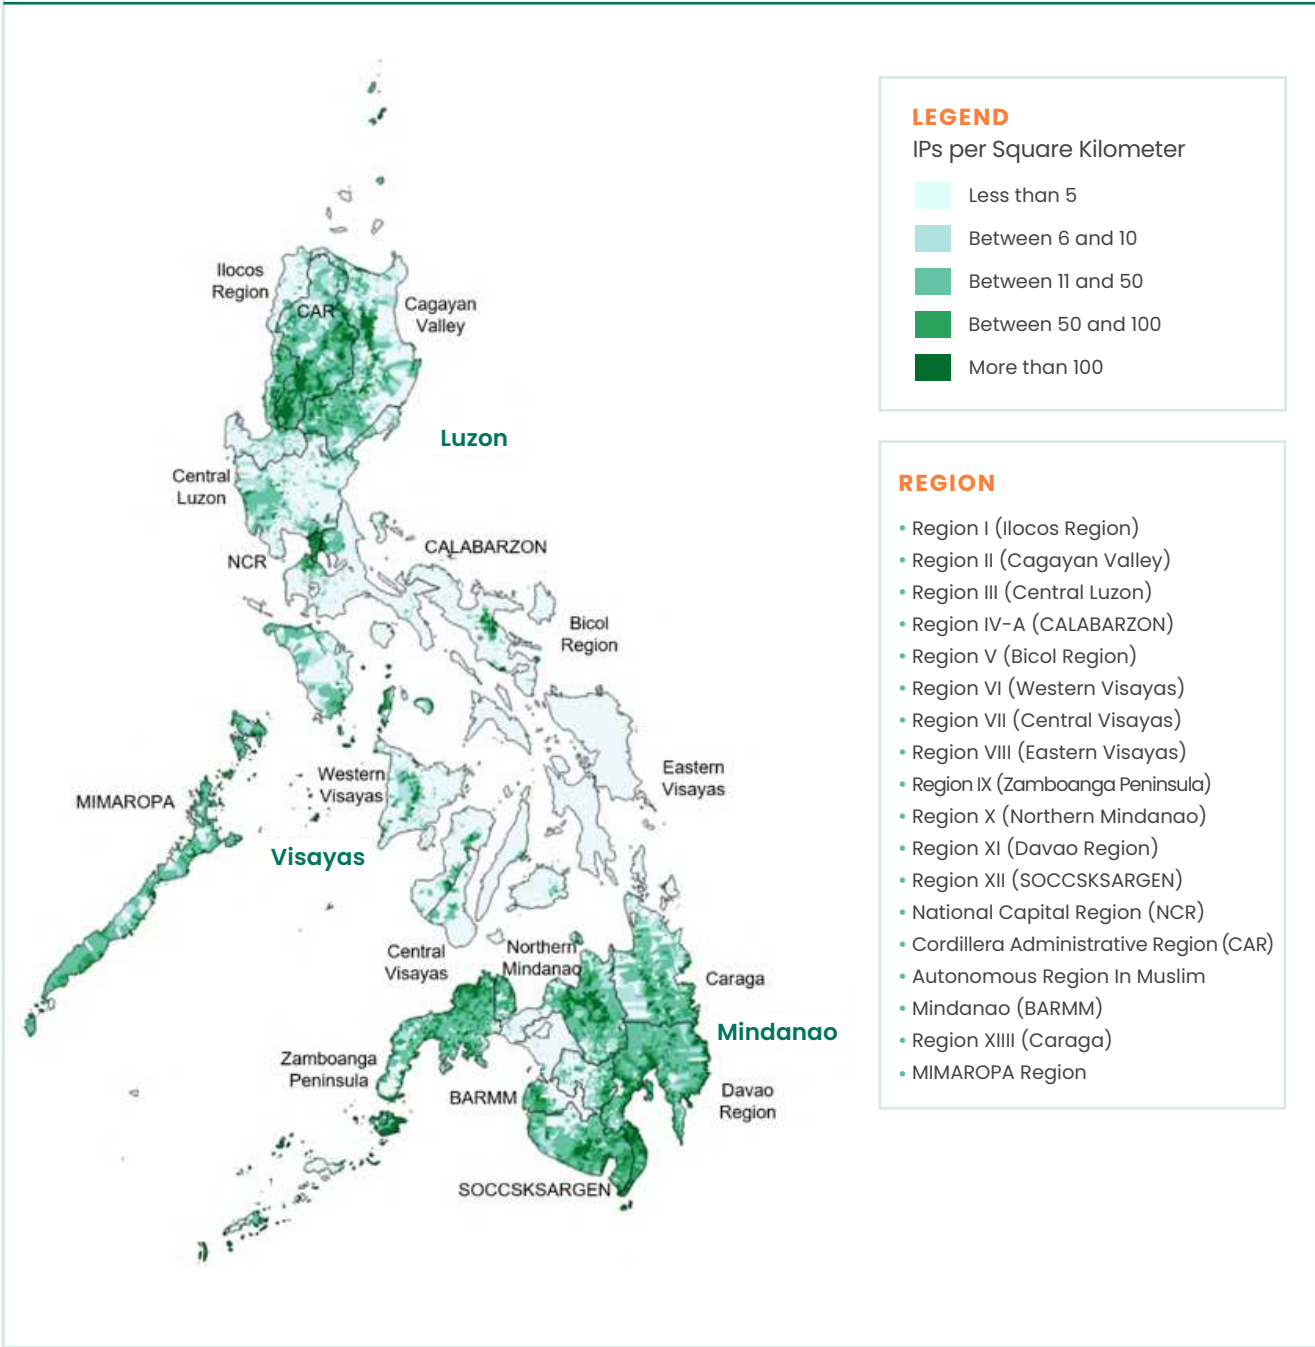 LEGEND
IPs per Square Kilometer
Less than 5
Between 6 and 10
Between 11 and 50
Between 50 and 100
More than 100
Ilocos
Region
CAR
Cagayan
Valley
Luzon
Central
Luzon
NCR
CALABARZON
Bicol
Region
MIMAROPA
Western
Visayas
Eastern
Visayas
Visayas
Central
Visayas
Northern
Mindanao
Caraga
Mindanao
Zamboanga
Peninsula
BARMM
Davao
Region
SOCCSKSARGEN
REGION
• Region I (Ilocos Region)
• Region II (Cagayan Valley)
• Region III (Central Luzon)
• Region IV-A (CALABARZON)
• Region V (Bicol Region)
• Region VI (Western Visayas)
• Region VII (Central Visayas)
• Region VIII (Eastern Visayas)
• Region IX (Zamboanga Peninsula)
• Region X (Northern Mindanao)
• Region XI (Davao Region)
• Region XII (SOCCSKSARGEN)
• National Capital Region (NCR)
• Cordillera Administrative Region (CAR)
• Autonomous Region In Muslim
• Mindanao (BARMM)
• Region XIIII (Caraga)
• MIMAROPA Region